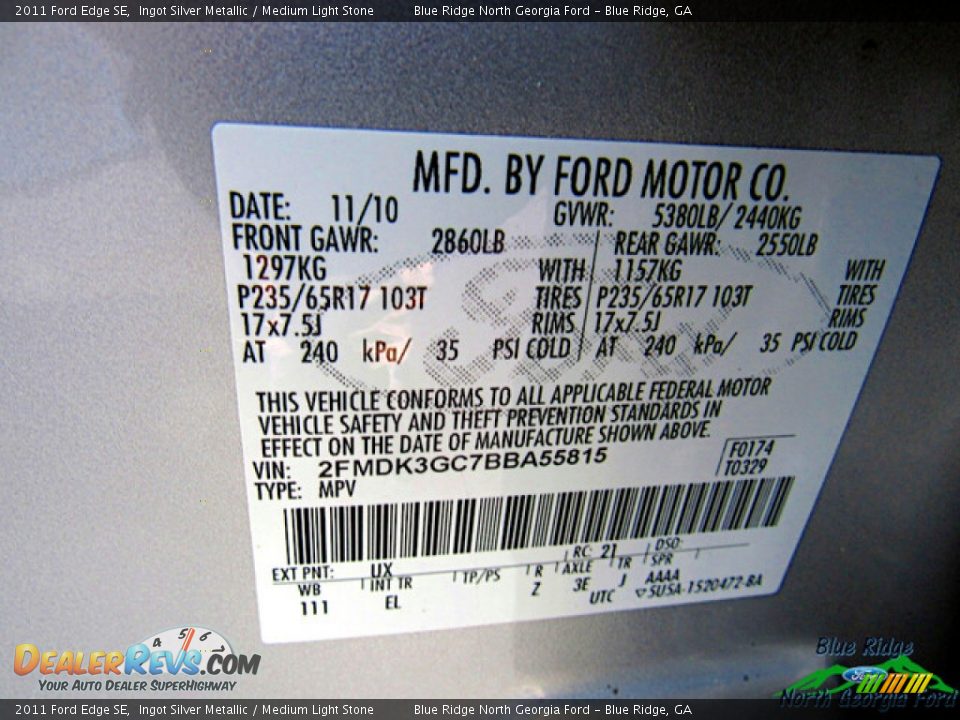 2011 Ford Edge SE, Ingot Silver Metallic / Medium Light Stone Blue Ridge North Georgia Ford - Blue Ridge, GA
MFD. BY FORD MOTOR CO.
DATE: 11/10 GVWR: 5380LB/ 2440KG
FRONT GAWR: 2860LB REAR GAWR: 2550LB
1297KG WITH 1157KG WITH
P235/65R17 103T TIRES P235/65R17 103T TIRES
17x7.5J RIMS 17x7.5J RIMS
AT 240 kPa/ 35 PSI COLD AT 240 kPa/ 35 PSI COLD
THIS VEHICLE CONFORMS TO ALL APPLICABLE FEDERAL MOTOR
VEHICLE SAFETY AND THEFT PREVENTION STANDARDS IN
EFFECT ON THE DATE OF MANUFACTURE SHOWN ABOVE.
VIN: 2FMDK3GC7BBA55815 F0174
TYPE: MPV T0329
EXT PNT: UX RC: 21 DSO:
WB INT TR TP/PS R AXLE TR SPR
111 EL Z 3E J AAAA
UTC ▽5USA-1520472-BA
4 5 6
DEALERREVS.COM
YOUR AUTO DEALER SUPERHIGHWAY
Blue Ridge
Ford
North Georgia Ford
2011 Ford Edge SE, Ingot Silver Metallic / Medium Light Stone Blue Ridge North Georgia Ford - Blue Ridge, GA